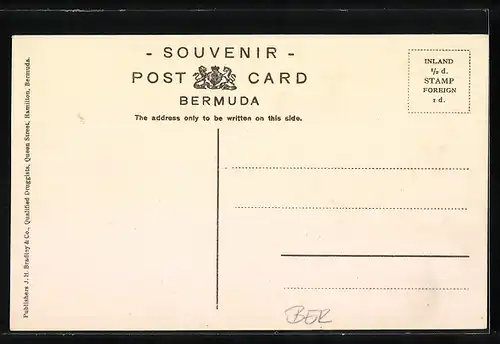 - SOUVENIR -
POST CARD
BERMUDA
The address only to be written on this side.
INLAND
½ d.
STAMP
FOREIGN
1 d.
Publishers J. H. Bradley & Co., Qualified Druggists, Queen Street, Hamilton, Bermuda.
BER